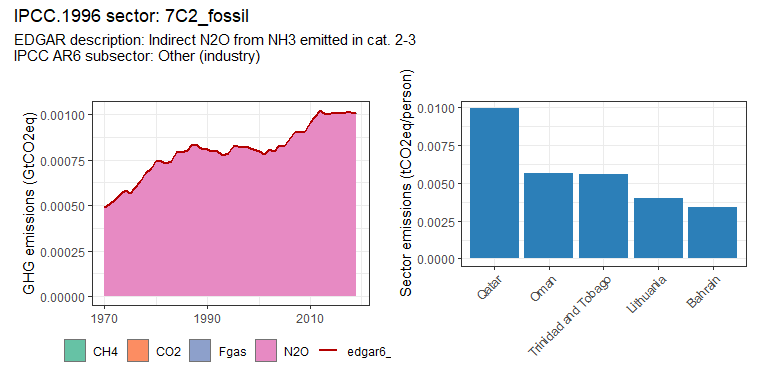 IPCC.1996 sector: 7C2_fossil
EDGAR description: Indirect N2O from NH3 emitted in cat. 2-3
IPCC AR6 subsector: Other (industry)
GHG emissions (GtCO2eq)
0.00100
0.00075
0.00050
0.00025
0.00000
1970 1990 2010
CH4 CO2 Fgas N2O edgar6_
Sector emissions (tCO2eq/person)
0.0100
0.0075
0.0050
0.0025
0.0000
Qatar
Oman
Trinidad and Tobago
Lithuania
Bahrain